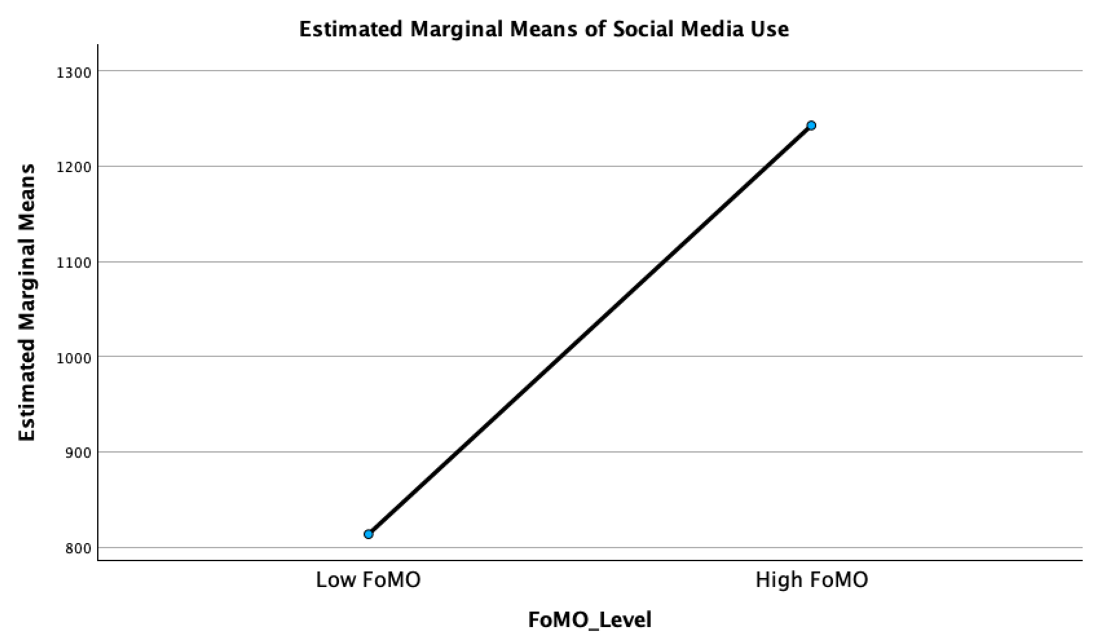 Estimated Marginal Means of Social Media Use
Estimated Marginal Means
1300
1200
1100
1000
900
800
Low FoMO
High FoMO
FoMO_Level